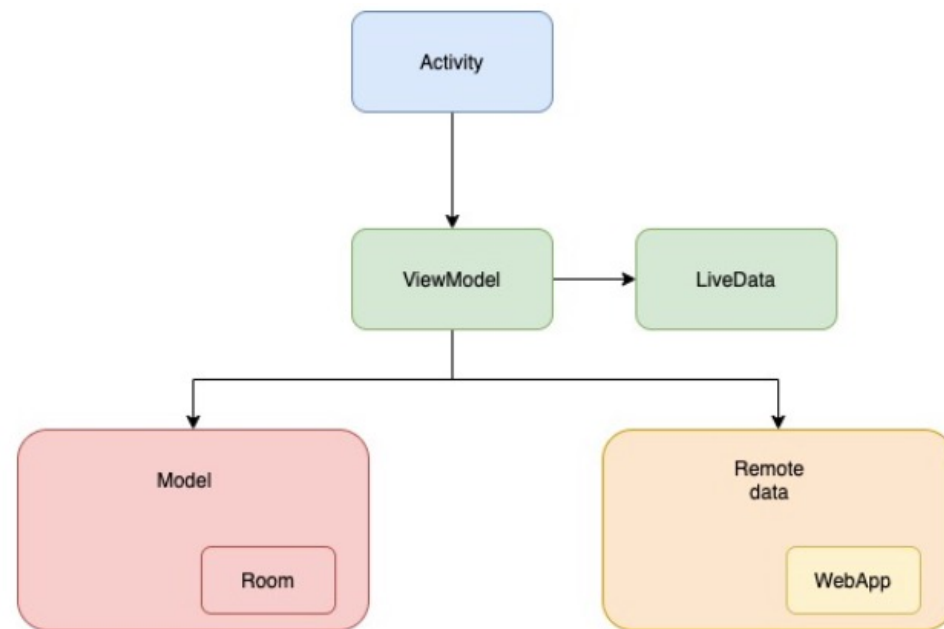 Activity
ViewModel
LiveData
Model
Remote
data
Room
WebApp